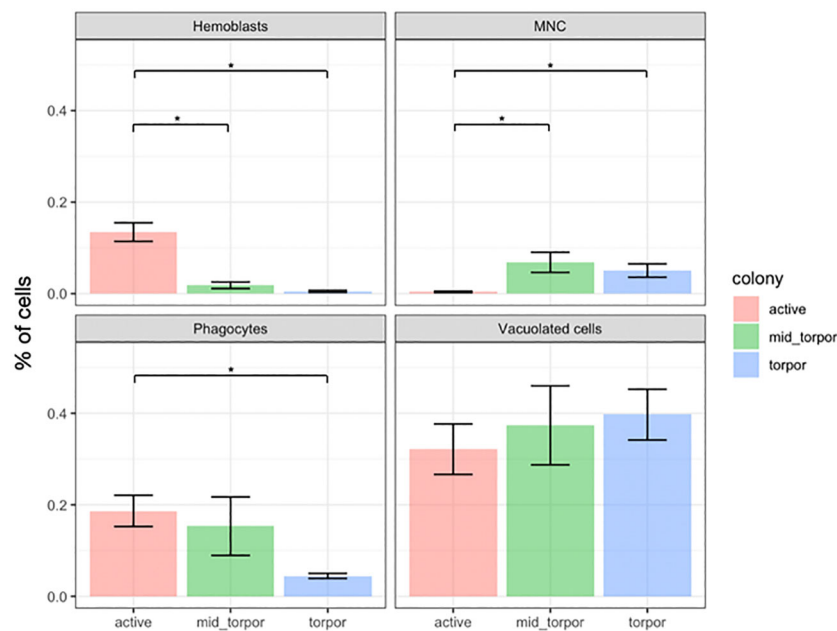 Hemoblasts
MNC
*
*
*
*
0.4
0.2
0.0
Phagocytes
Vacuolated cells
*
0.4
0.2
0.0
active
mid_torpor
torpor
active
mid_torpor
torpor
% of cells
colony
active
mid_torpor
torpor